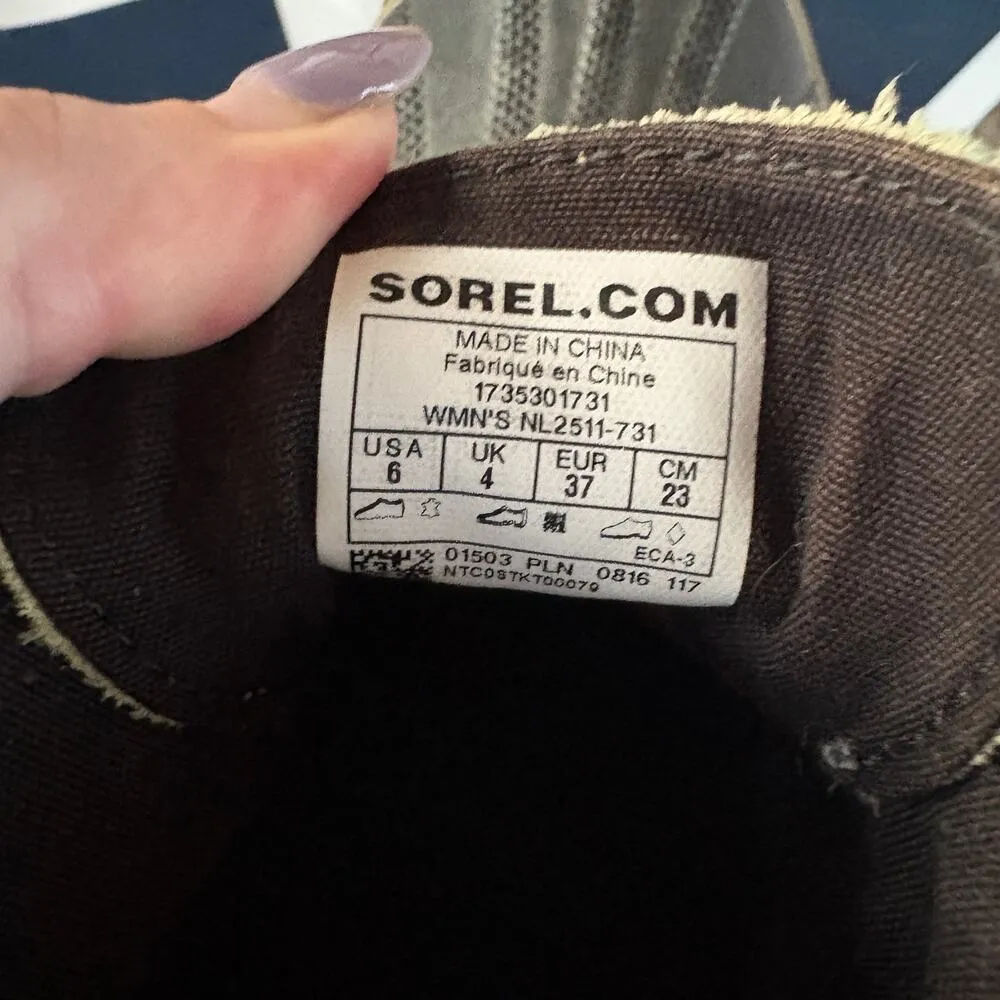 SOREL.COM
MADE IN CHINA
Fabriqué en Chine
1735301731
WMN'S NL2511-731
USA UK EUR CM
6 4 37 23
ECA-3
01503 PLN 0816 117
NTC0STKT00079